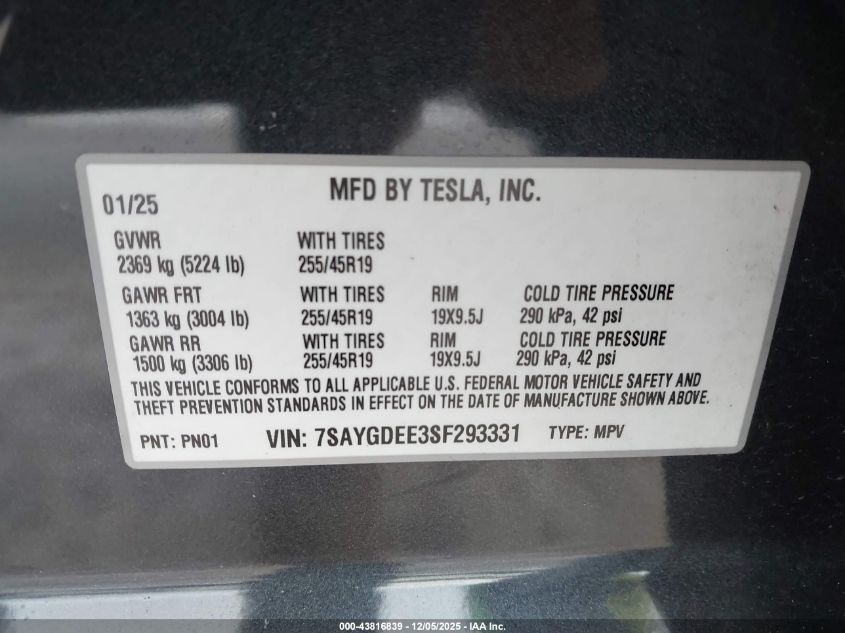 01/25 MFD BY TESLA, INC.
GVWR WITH TIRES
2369 kg (5224 lb) 255/45R19
GAWR FRT WITH TIRES RIM COLD TIRE PRESSURE
1363 kg (3004 lb) 255/45R19 19X9.5J 290 kPa, 42 psi
GAWR RR WITH TIRES RIM COLD TIRE PRESSURE
1500 kg (3306 lb) 255/45R19 19X9.5J 290 kPa, 42 psi
THIS VEHICLE CONFORMS TO ALL APPLICABLE U.S. FEDERAL MOTOR VEHICLE SAFETY AND
THEFT PREVENTION STANDARDS IN EFFECT ON THE DATE OF MANUFACTURE SHOWN ABOVE.
PNT: PN01 VIN: 7SAYGDEE3SF293331 TYPE: MPV
000-43816839 - 12/05/2025 - IAA Inc.